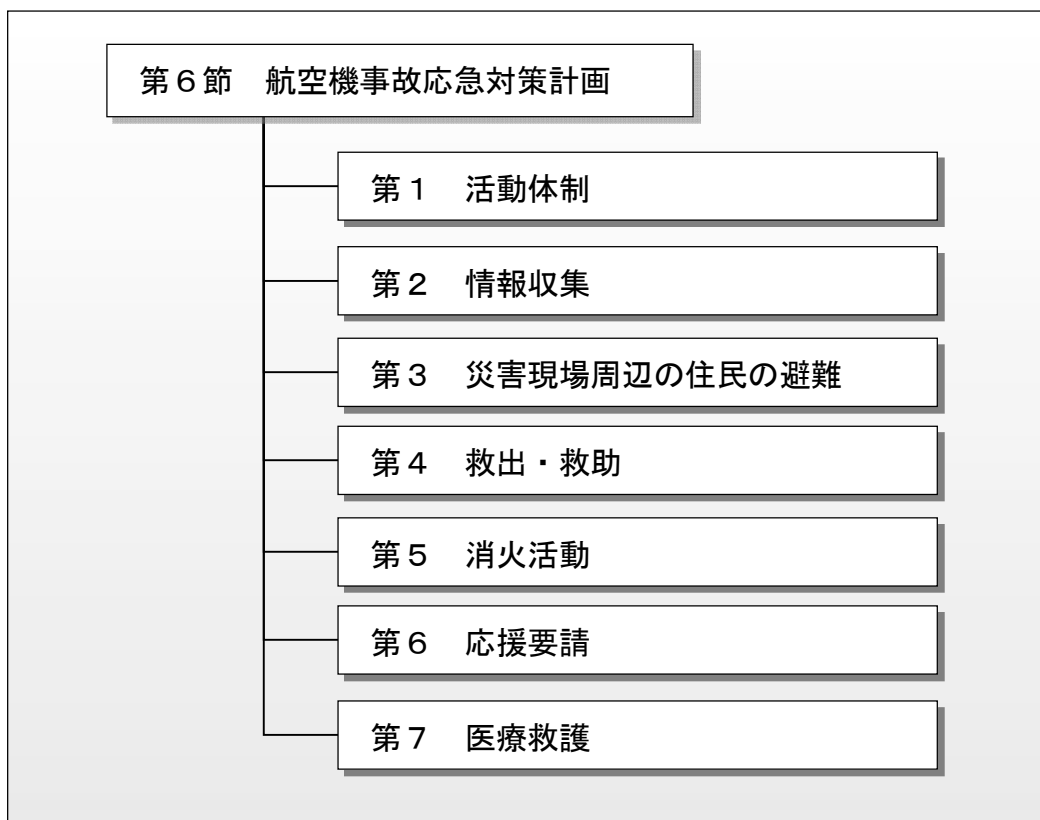 第６節　航空機事故応急対策計画
第１　活動体制
第２　情報収集
第３　災害現場周辺の住民の避難
第４　救出・救助
第５　消火活動
第６　応援要請
第７　医療救護